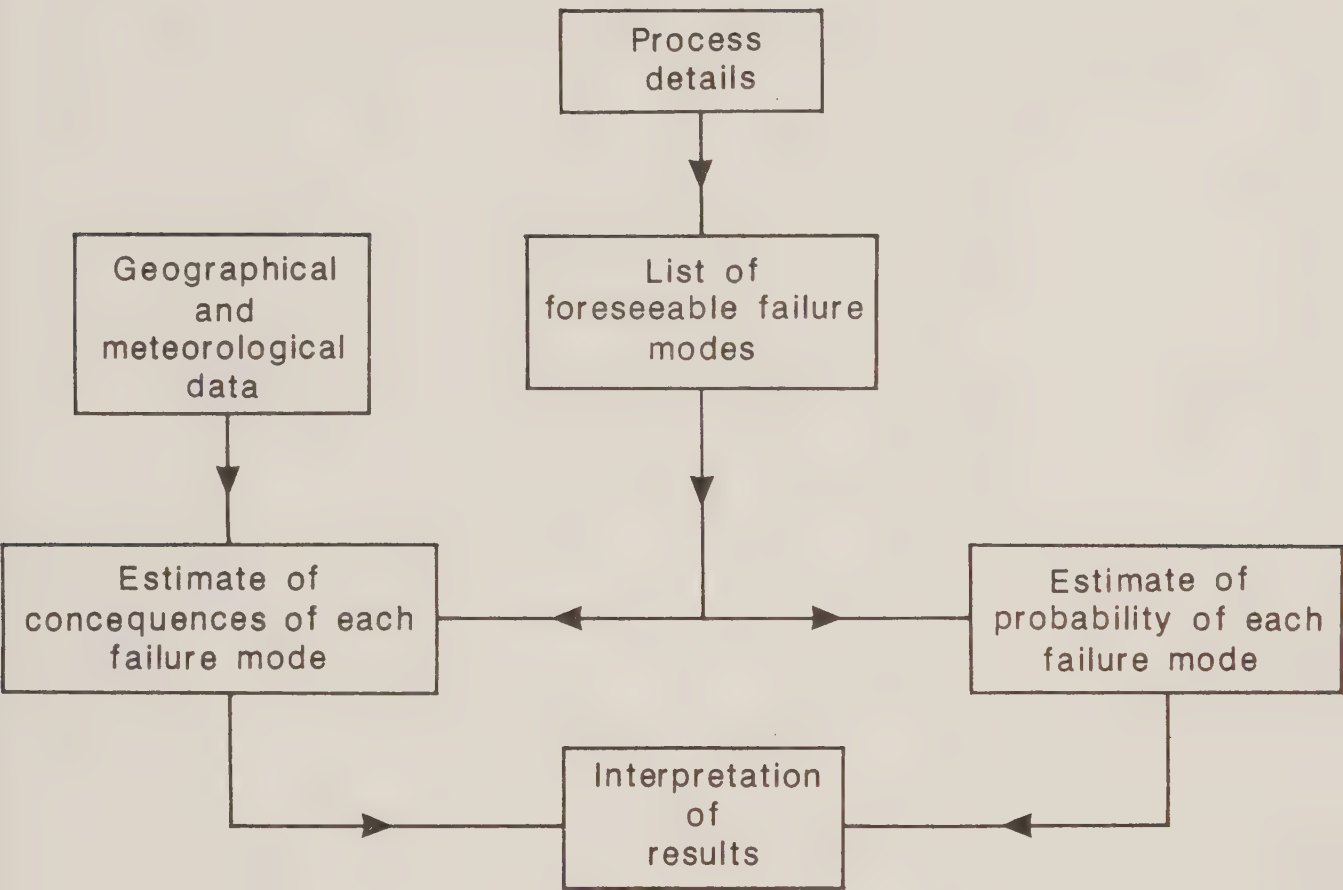 Process
details
Geographical
and
meteorological
data
List of
foreseeable failure
modes
Estimate of
concequences of each
failure mode
Estimate of
probability of each
failure mode
Interpretation
of
results